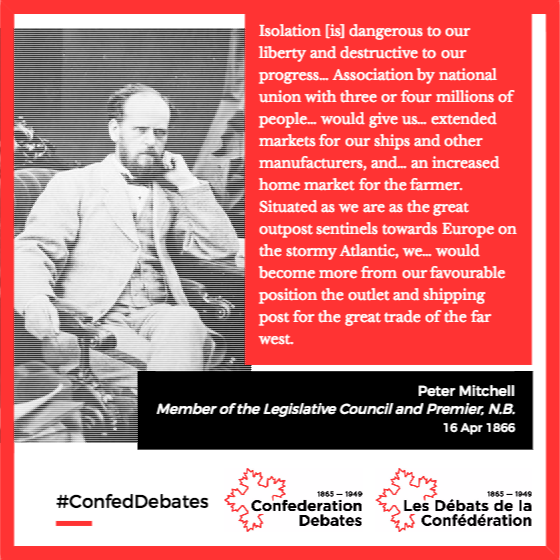 Isolation [is] dangerous to our
liberty and destructive to our
progress... Association by national
union with three or four millions of
people... would give us... extended
markets for our ships and other
manufacturers, and... an increased
home market for the farmer.
Situated as we are as the great
outpost sentinels towards Europe on
the stormy Atlantic, we... would
become more from our favourable
position the outlet and shipping
post for the great trade of the far
west.
Peter Mitchell
Member of the Legislative Council and Premier, N.B.
16 Apr 1866
#ConfedDebates
1865 — 1949
Confederation
Debates
1865 — 1949
Les Débats de la
Confédération